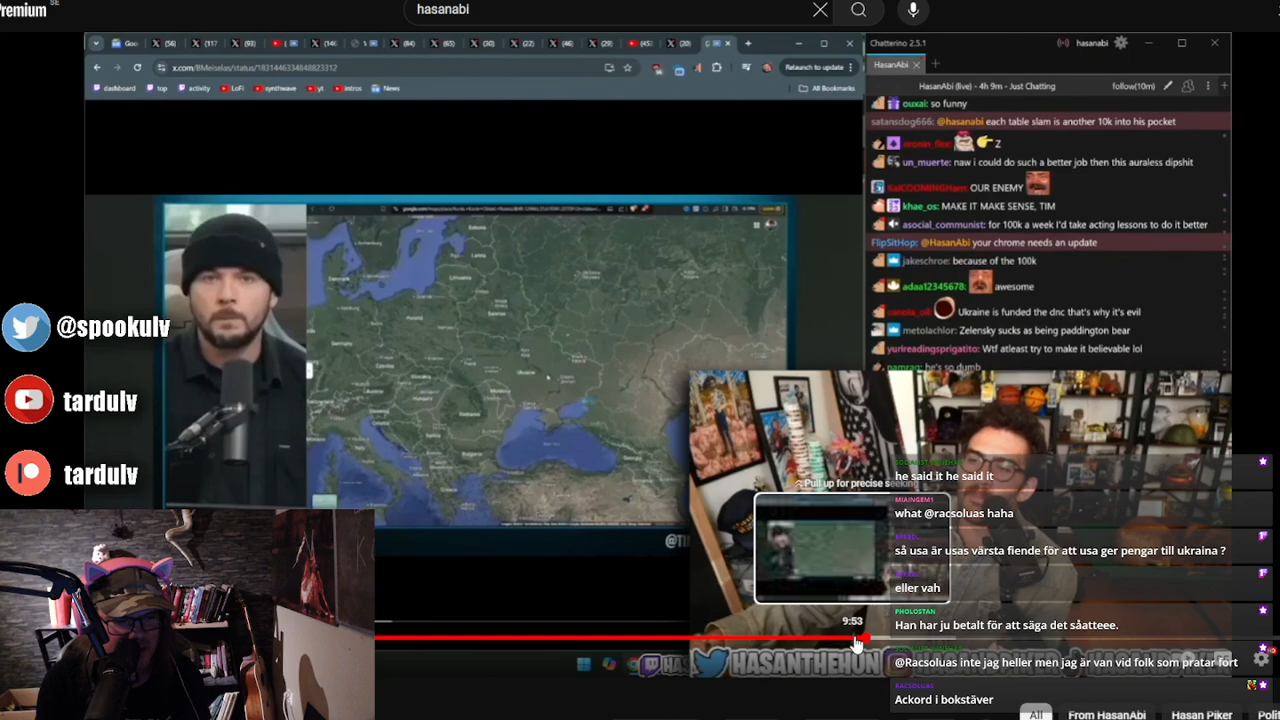 Premium SE
hasanabi
Chatterino 2.5.1
hasanabi
x.com/BMeiselas/status/1831446334848823312
Relaunch to update
dashboard
top
activity
LoFi
synthwave
yt
intros
News
All Bookmarks
HasanAbi
HasanAbi (live) - 4h 9m - Just Chatting
follow(10m)
ouxai: so funny
satansdog666: @hasanabi each table slam is another 10k into his pocket
Z
un_muerte: naw i could do such a better job then this auraless dipshit
OUR ENEMY
khae_os: MAKE IT MAKE SENSE, TIM
asocial_communist: for 100k a week I'd take acting lessons to do it better
FlipSitHop: @HasanAbi your chrome needs an update
jakeschroe: because of the 100k
adaa12345678: awesome
Ukraine is funded the dnc that's why it's evil
metolachlor: Zelensky sucks as being paddington bear
yurireadingsprigatito: Wtf atleast try to make it believable lol
namraq: he's so dumb
@spookulv
tardulv
tardulv
@TI
Pull up for precise seeking
9:53
he said it he said it
MIAINGEM1
what @racsoluas haha
så usa är usas värsta fiende för att usa ger pengar till ukraina ?
eller vah
PHOLOSTAN
Han har ju betalt för att säga det såatteee.
@Racsoluas inte jag heller men jag är van vid folk som pratar fort
RACSOLUAS
Ackord i bokstäver
HASANTHEHUN
All
From HasanAbi
Hasan Piker